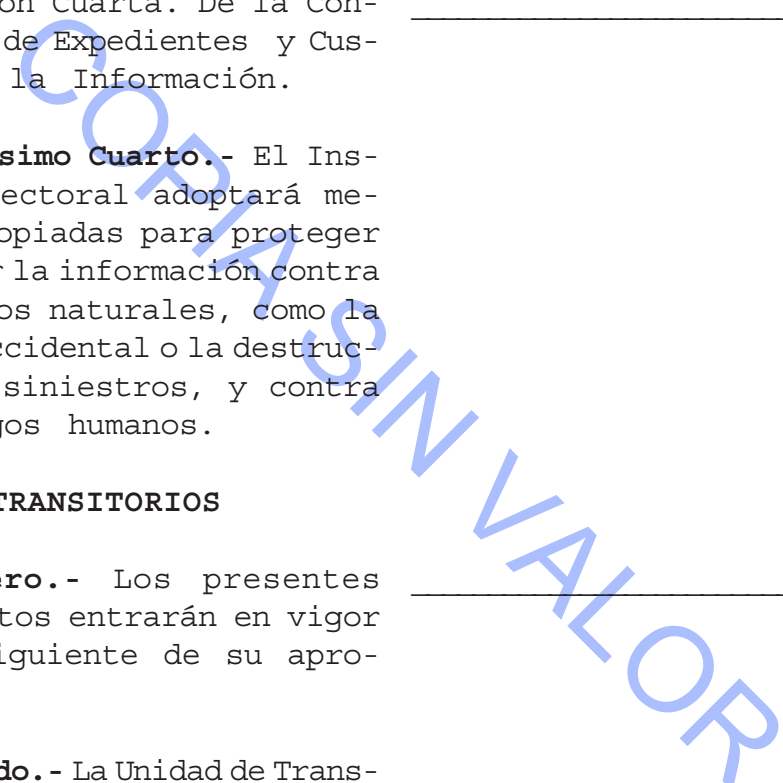 ón Cuarta. De la Con-
de Expedientes y Cus-
la Información.
simo Cuarto.- El Ins-
ectoral adoptará me-
opiadas para proteger
r la información contra
os naturales, como la
ccidental o la destruc-
siniestros, y contra
gos humanos.
TRANSITORIOS
ero.- Los presentes
tos entrarán en vigor
iguiente de su apro-
do.- La Unidad de Trans-
COPIA SIN VALOR